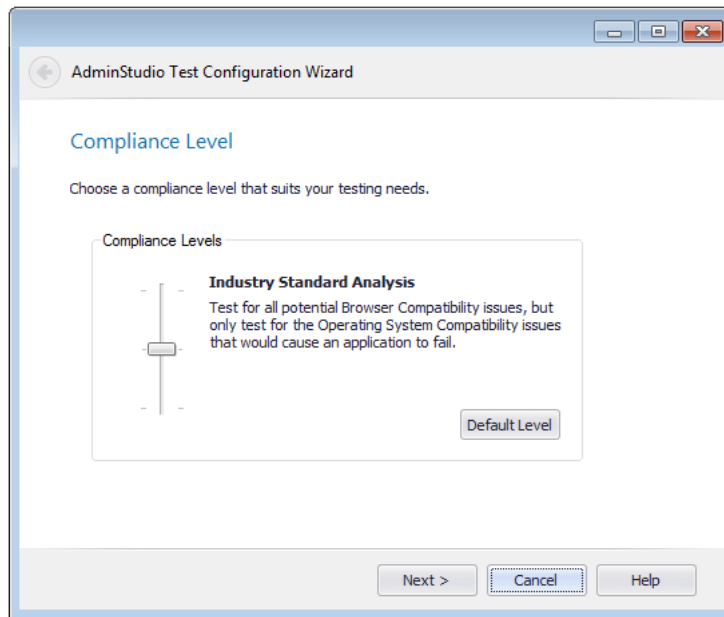 AdminStudio Test Configuration Wizard
Compliance Level
Choose a compliance level that suits your testing needs.
Compliance Levels
Industry Standard Analysis
Test for all potential Browser Compatibility issues, but
only test for the Operating System Compatibility issues
that would cause an application to fail.
Default Level
Next >
Cancel
Help